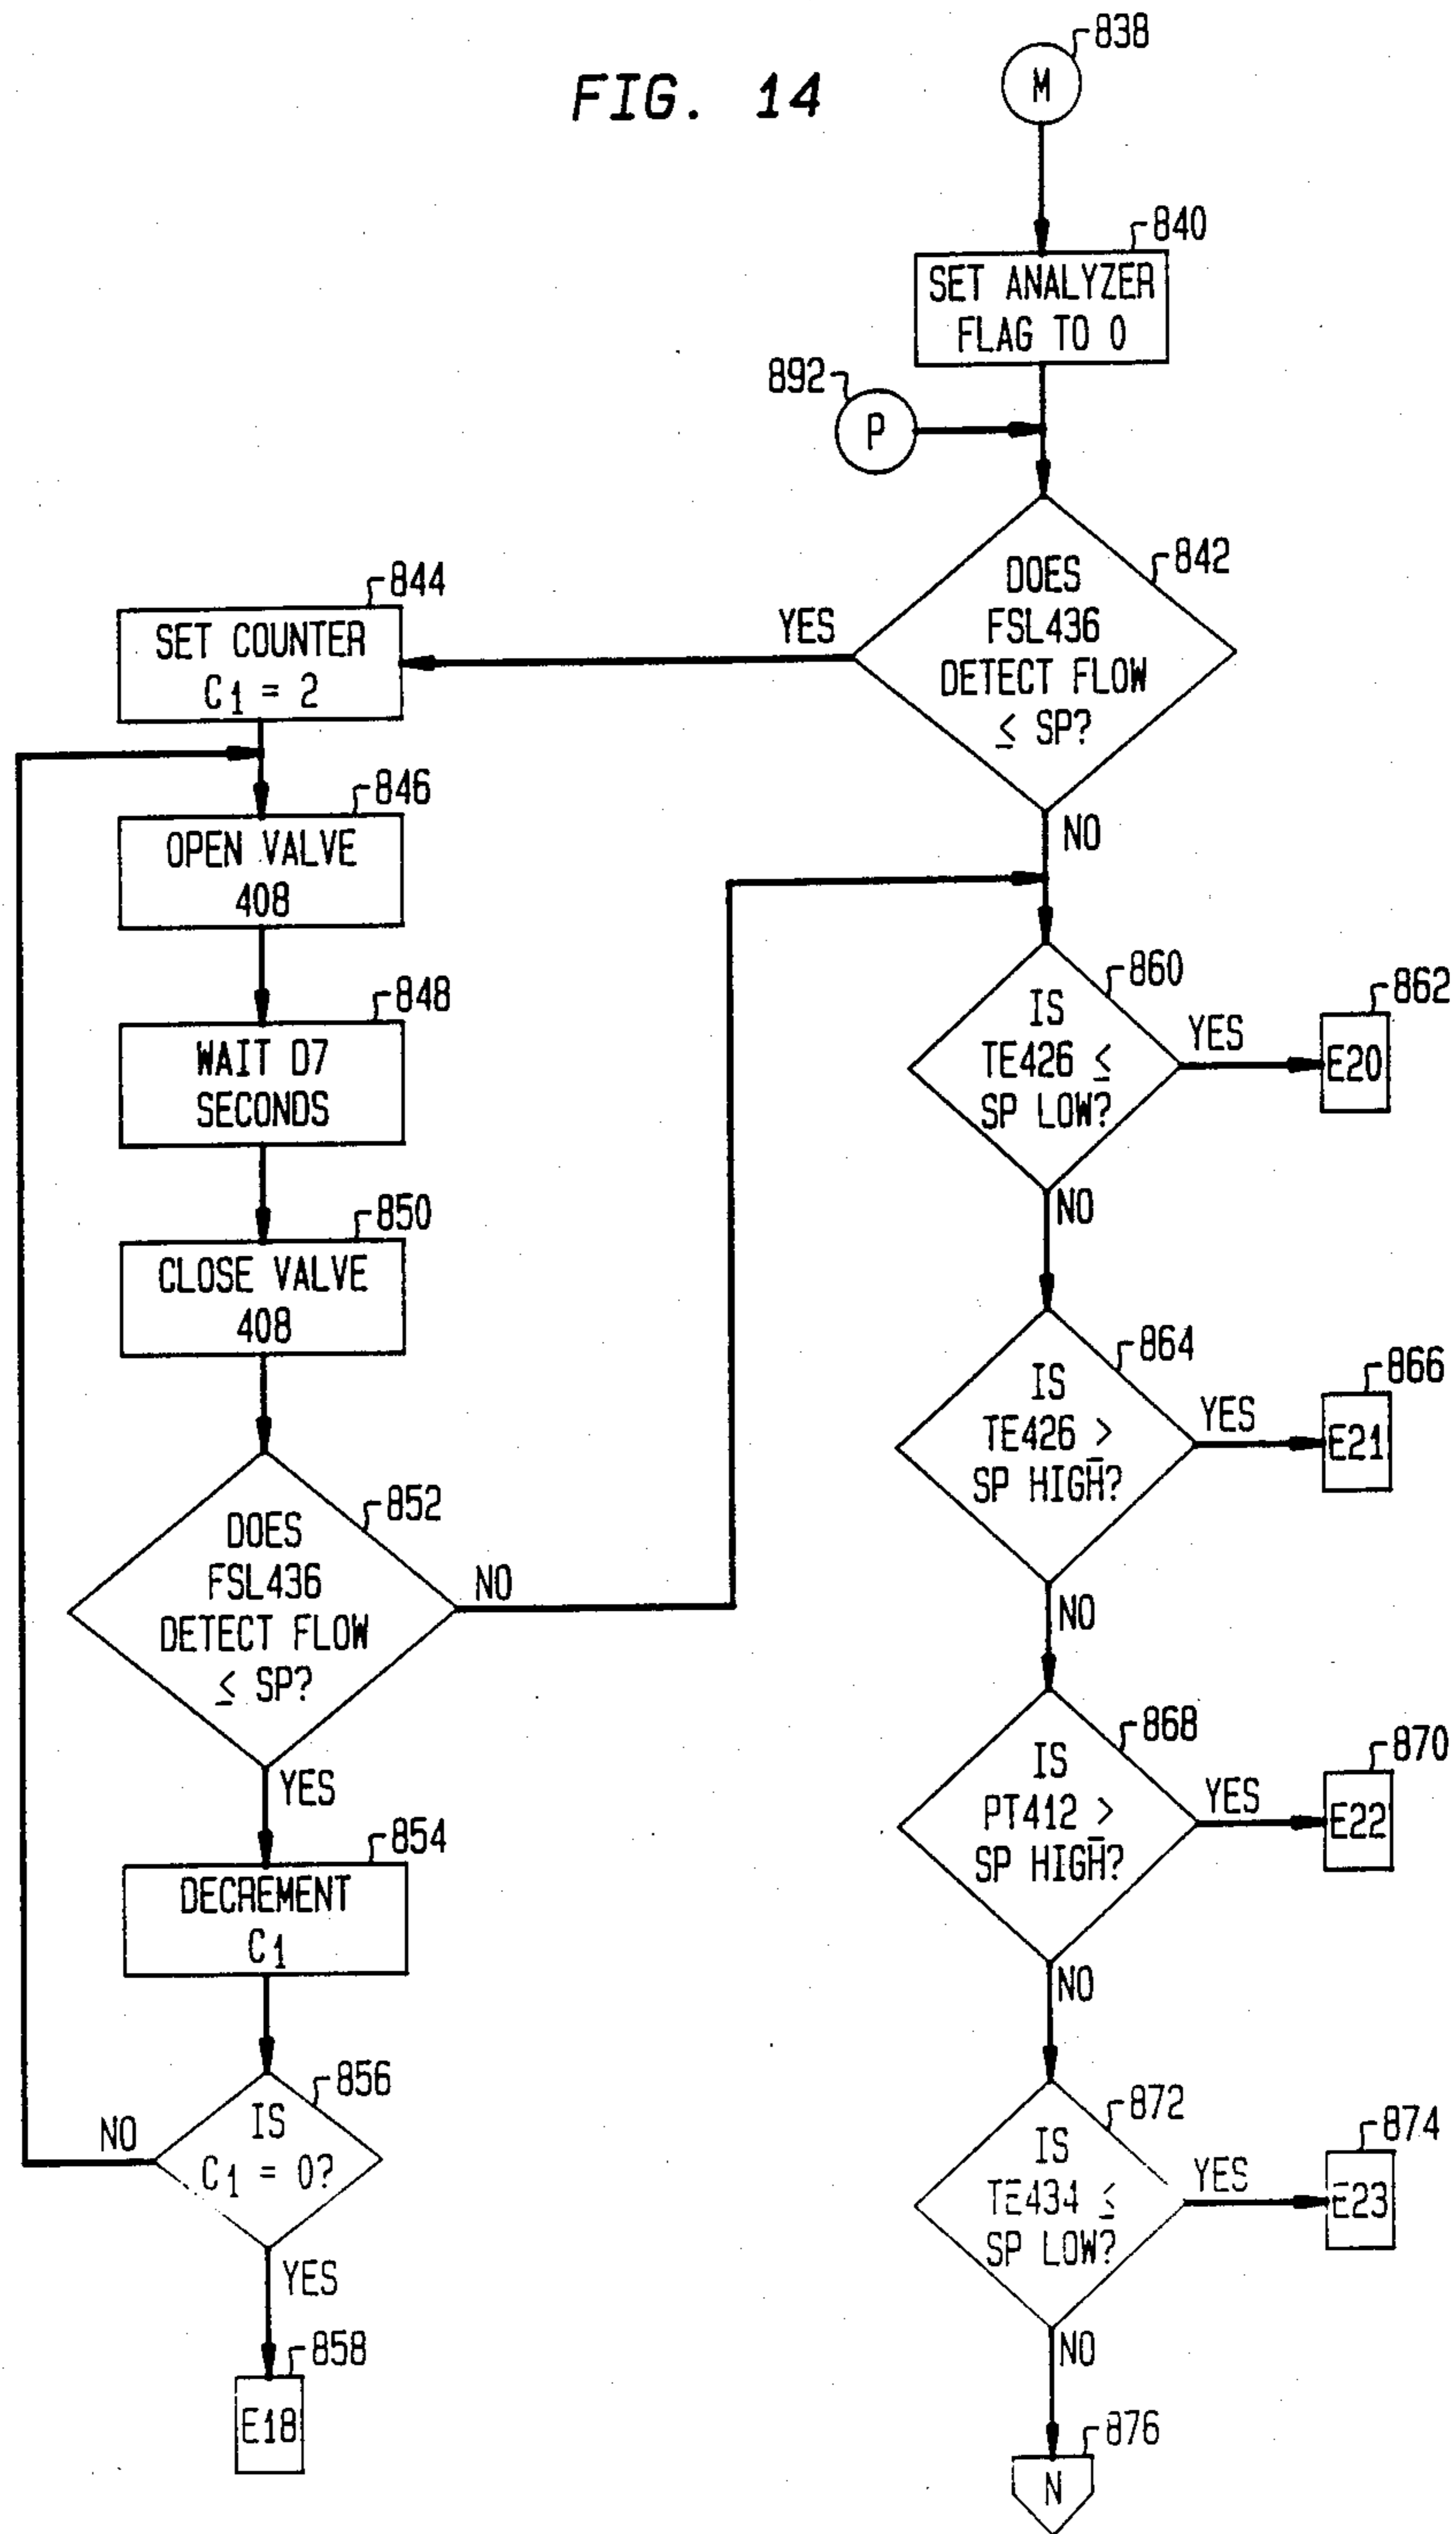 FIG. 14
M
838
840
SET ANALYZER
FLAG TO 0
892
P
842
DOES
FSL436
DETECT FLOW
≤ SP?
YES
NO
844
SET COUNTER
C1 = 2
846
OPEN VALVE
408
848
WAIT D7
SECONDS
850
CLOSE VALVE
408
852
DOES
FSL436
DETECT FLOW
≤ SP?
NO
YES
854
DECREMENT
C1
856
IS
C1 = 0?
NO
YES
858
E18
860
IS
TE426 ≤
SP LOW?
YES
862
E20
NO
864
IS
TE426 >
SP HIGH?
YES
866
E21
NO
868
IS
PT412 >
SP HIGH?
YES
870
E22
NO
872
IS
TE434 ≤
SP LOW?
YES
874
E23
NO
876
N